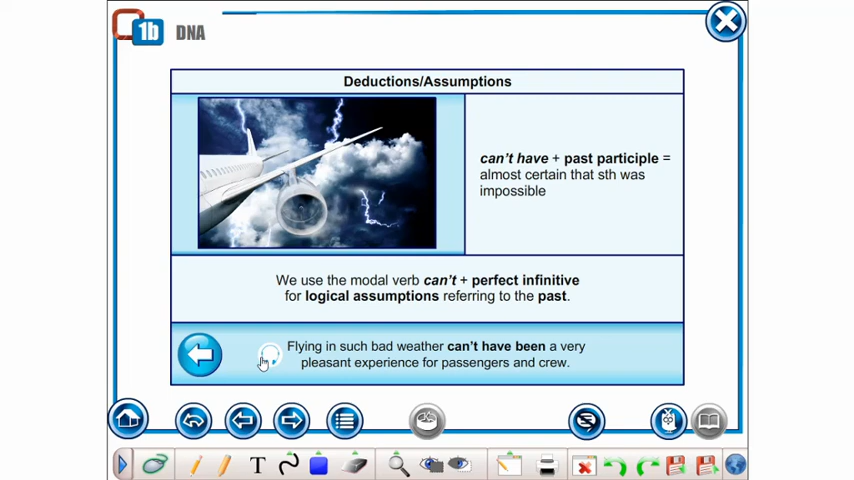 1b DNA
Deductions/Assumptions
can't have + past participle =
almost certain that sth was
impossible
We use the modal verb can't + perfect infinitive
for logical assumptions referring to the past.
Flying in such bad weather can't have been a very
pleasant experience for passengers and crew.
T